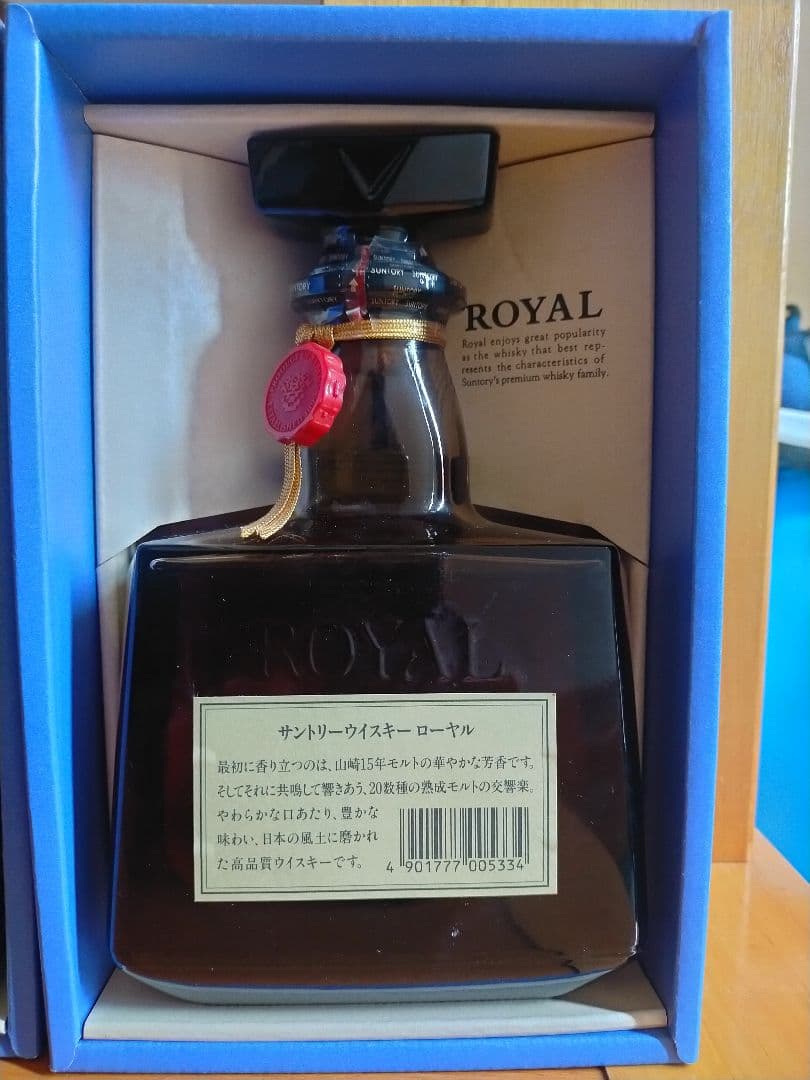 SUNTORY
SUNTORY
SUNTORY SUNTORY
ROYAL
Royal enjoys great popularity
as the whisky that best rep-
resents the characteristics of
Suntory's premium whisky family.
ROYAL
サントリーウイスキー ローヤル
最初に香り立つのは、山崎15年モルトの華やかな芳香です。
そしてそれに共鳴して響きあう、20数種の熟成モルトの交響楽。
やわらかな口あたり、豊かな
味わい、日本の風土に磨かれ
た高品質ウイスキーです。
4 901777 005334